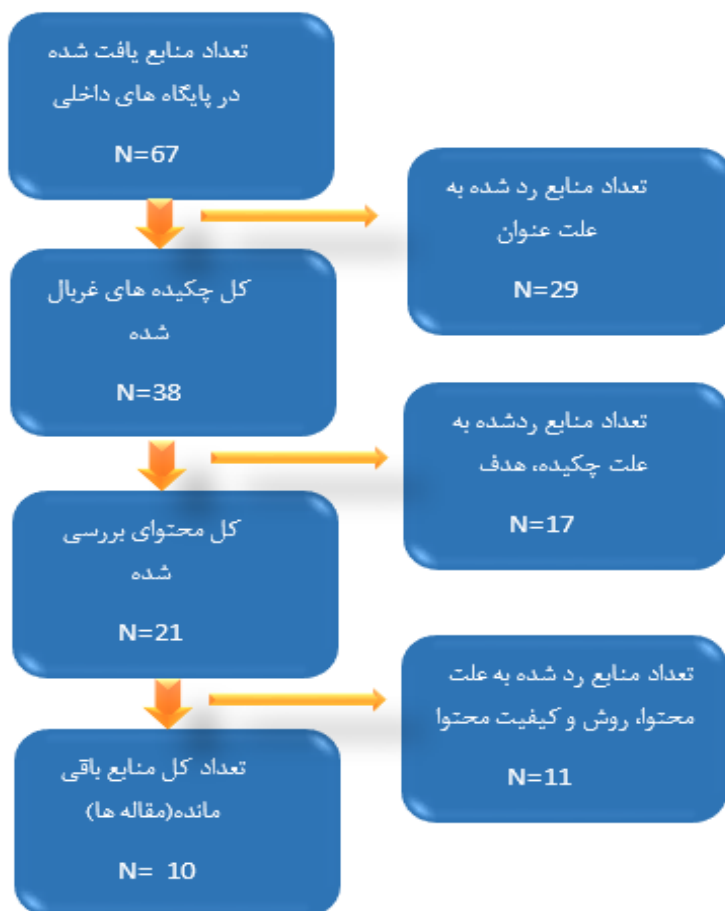 تعداد منابع یافت شده
در پایگاه های داخلی
N=67
تعداد منابع رد شده به
علت عنوان
N=29
کل چکیده های غربال
شده
N=38
تعداد منابع ردشده به
علت چکیده، هدف
N=17
کل محتوای بررسی
شده
N=21
تعداد منابع رد شده به علت
محتوا، روش و کیفیت محتوا
N=11
تعداد کل منابع باقی
مانده(مقاله ها)
N= 10